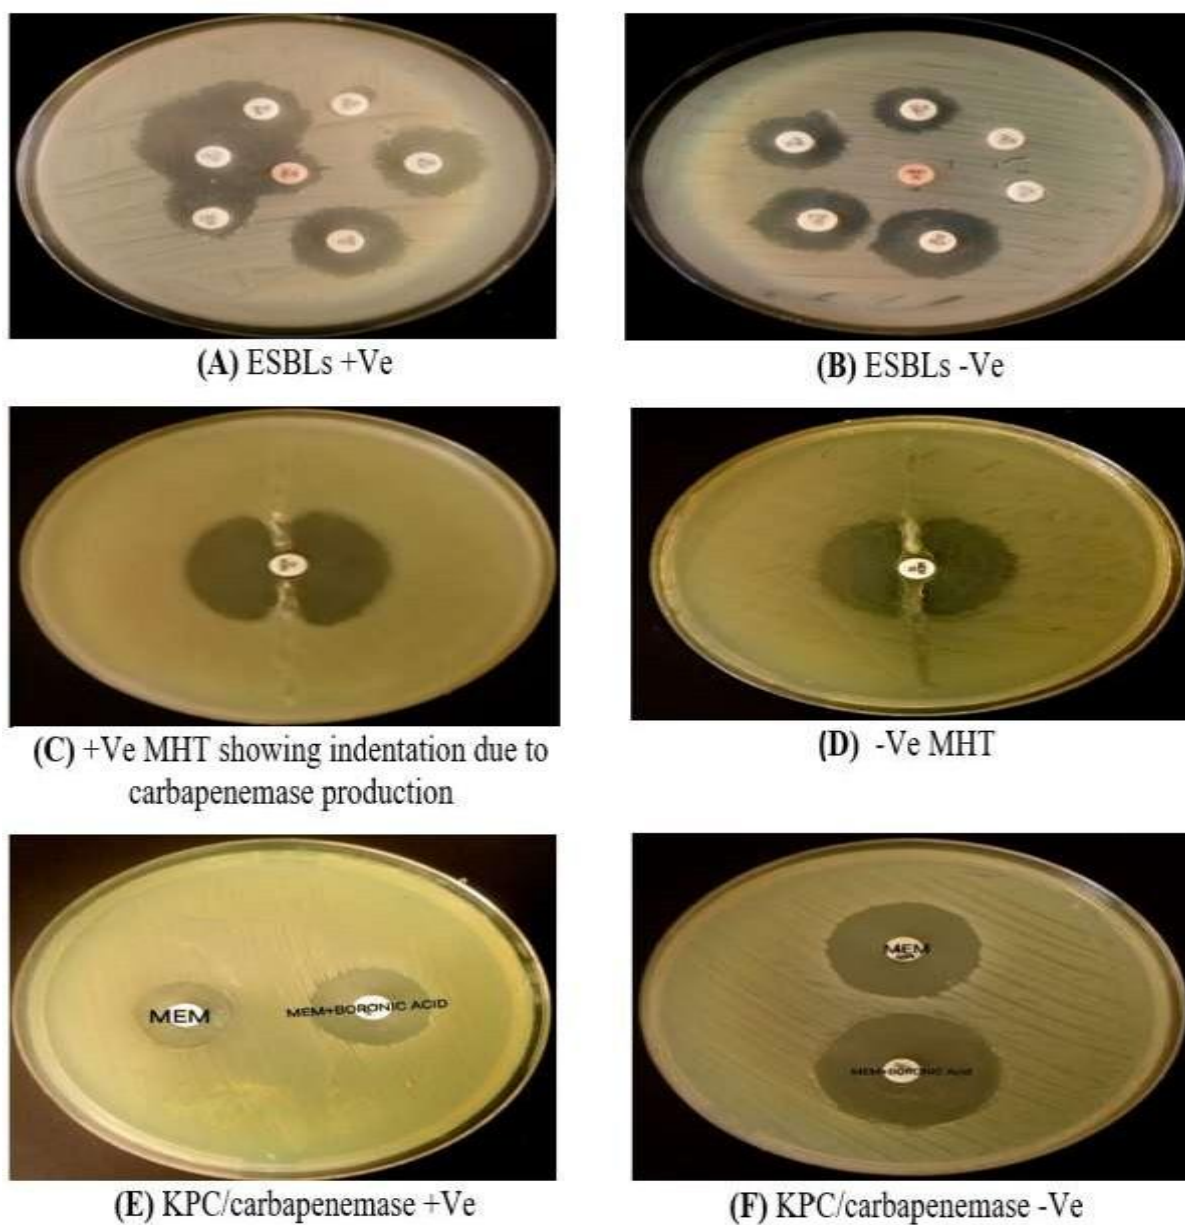 (A) ESBLs +Ve
(B) ESBLs -Ve
(C) +Ve MHT showing indentation due to
carbapenemase production
(D) -Ve MHT
MEM
MEM+BORONIC ACID
MEM
MEM+BORONIC ACID
(E) KPC/carbapenemase +Ve
(F) KPC/carbapenemase -Ve